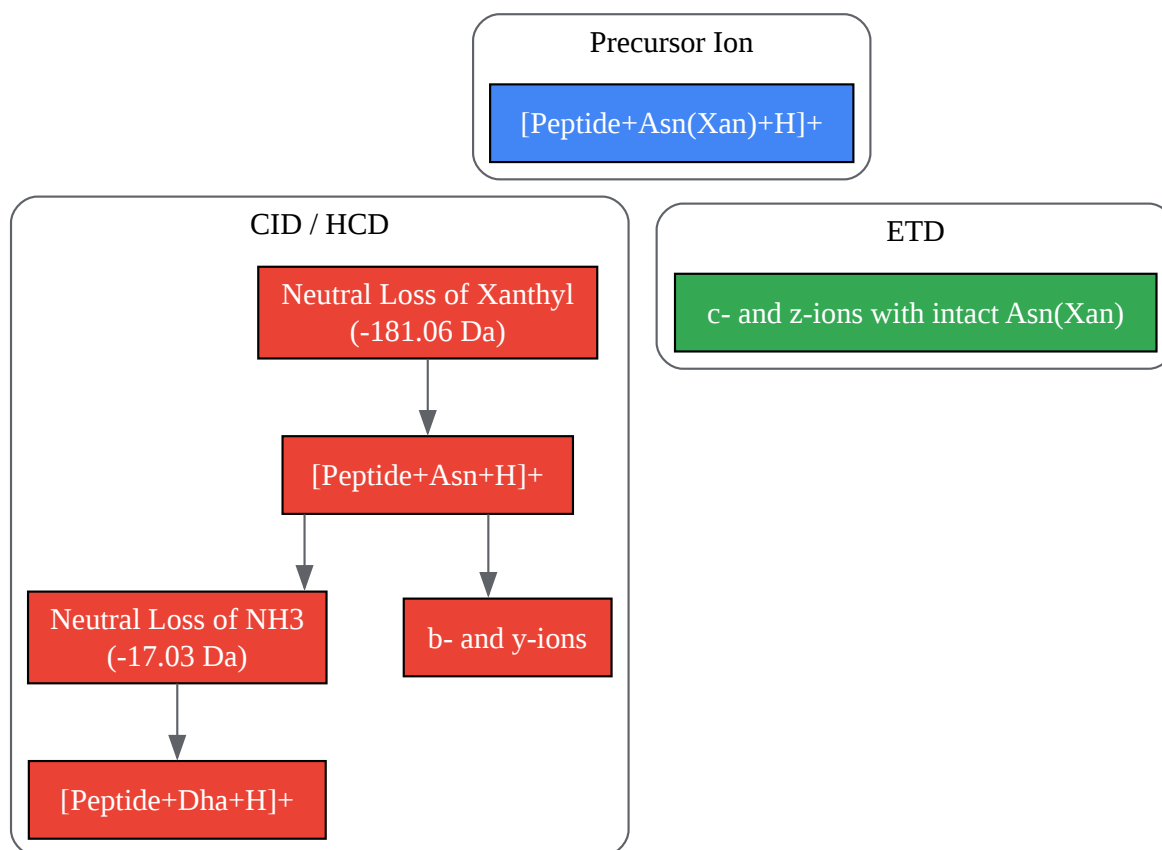 Precursor Ion
[Peptide+Asn(Xan)+H]+
CID / HCD
Neutral Loss of Xanthyl
(-181.06 Da)
[Peptide+Asn+H]+
Neutral Loss of NH3
(-17.03 Da)
b- and y-ions
[Peptide+Dha+H]+
ETD
c- and z-ions with intact Asn(Xan)